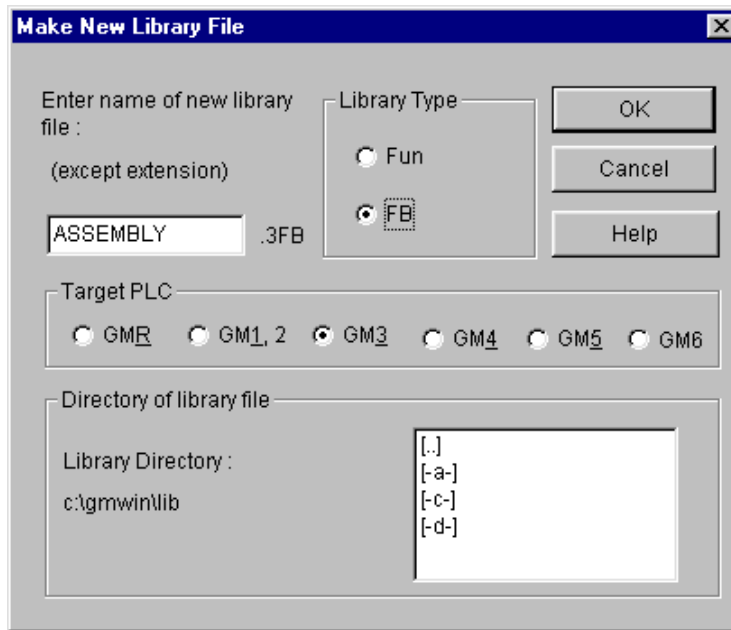 Make New Library File
Enter name of new library
file :
(except extension)
ASSEMBLY .3FB
Library Type
Fun
FB
OK
Cancel
Help
Target PLC
GMR GM1, 2 GM3 GM4 GM5 GM6
Directory of library file
Library Directory :
c:\gmwin\lib
[..]
[-a-]
[-c-]
[-d-]